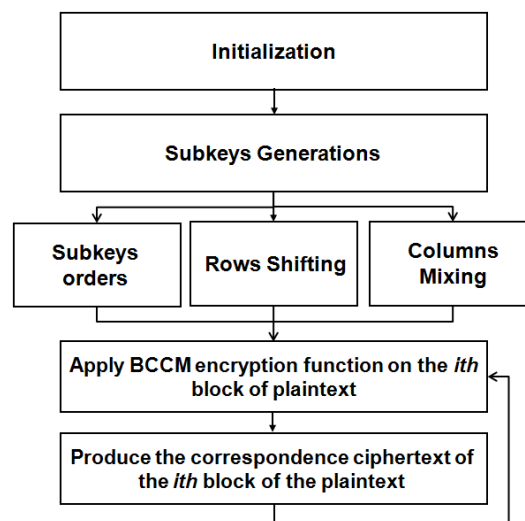 Initialization
Subkeys Generations
Subkeys
orders
Rows Shifting
Columns
Mixing
Apply BCCM encryption function on the ith
block of plaintext
Produce the correspondence ciphertext of
the ith block of the plaintext